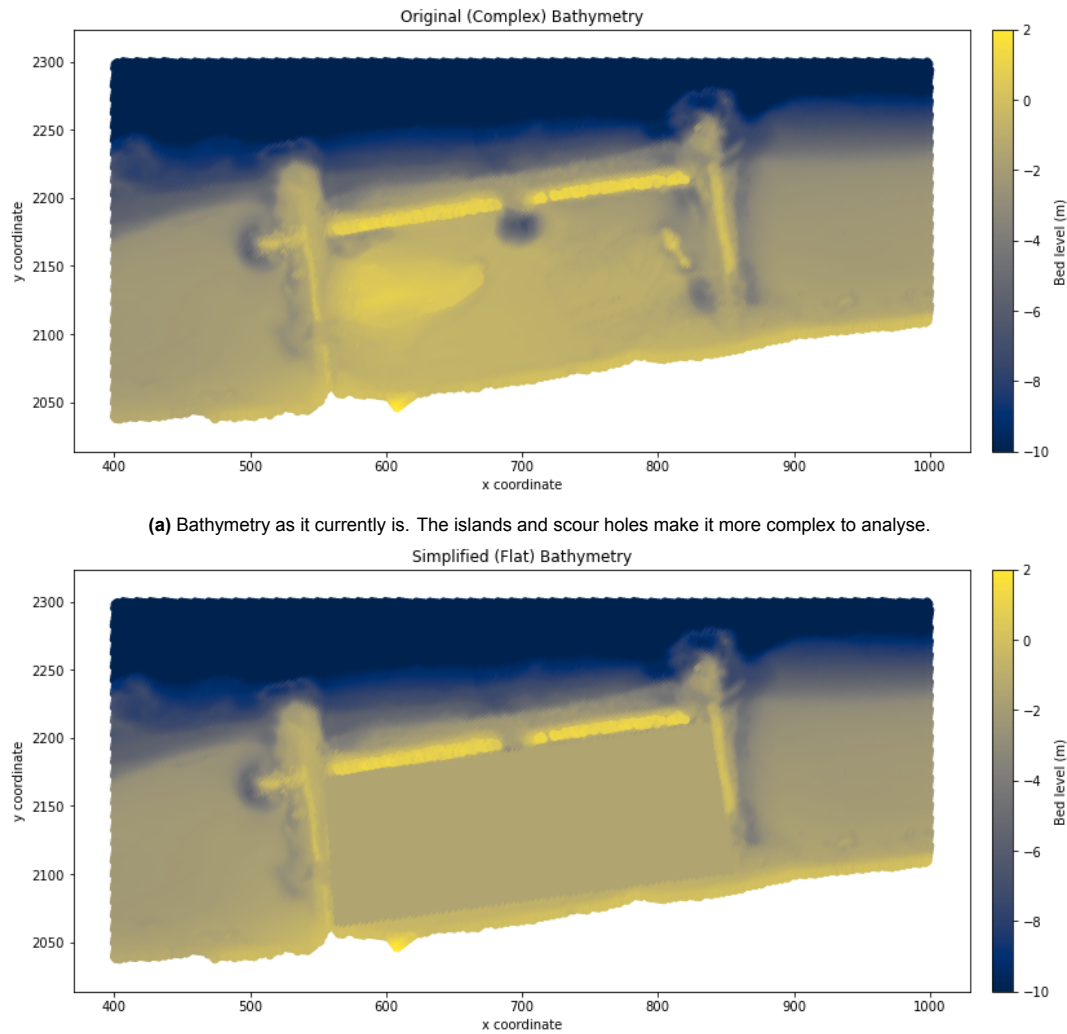 Original (Complex) Bathymetry
2300
2250
2200
2150
2100
2050
y coordinate
400 500 600 700 800 900 1000
x coordinate
2
0
−2
−4
−6
−8
−10
Bed level (m)
(a) Bathymetry as it currently is. The islands and scour holes make it more complex to analyse.
Simplified (Flat) Bathymetry
2300
2250
2200
2150
2100
2050
y coordinate
400 500 600 700 800 900 1000
x coordinate
2
0
−2
−4
−6
−8
−10
Bed level (m)